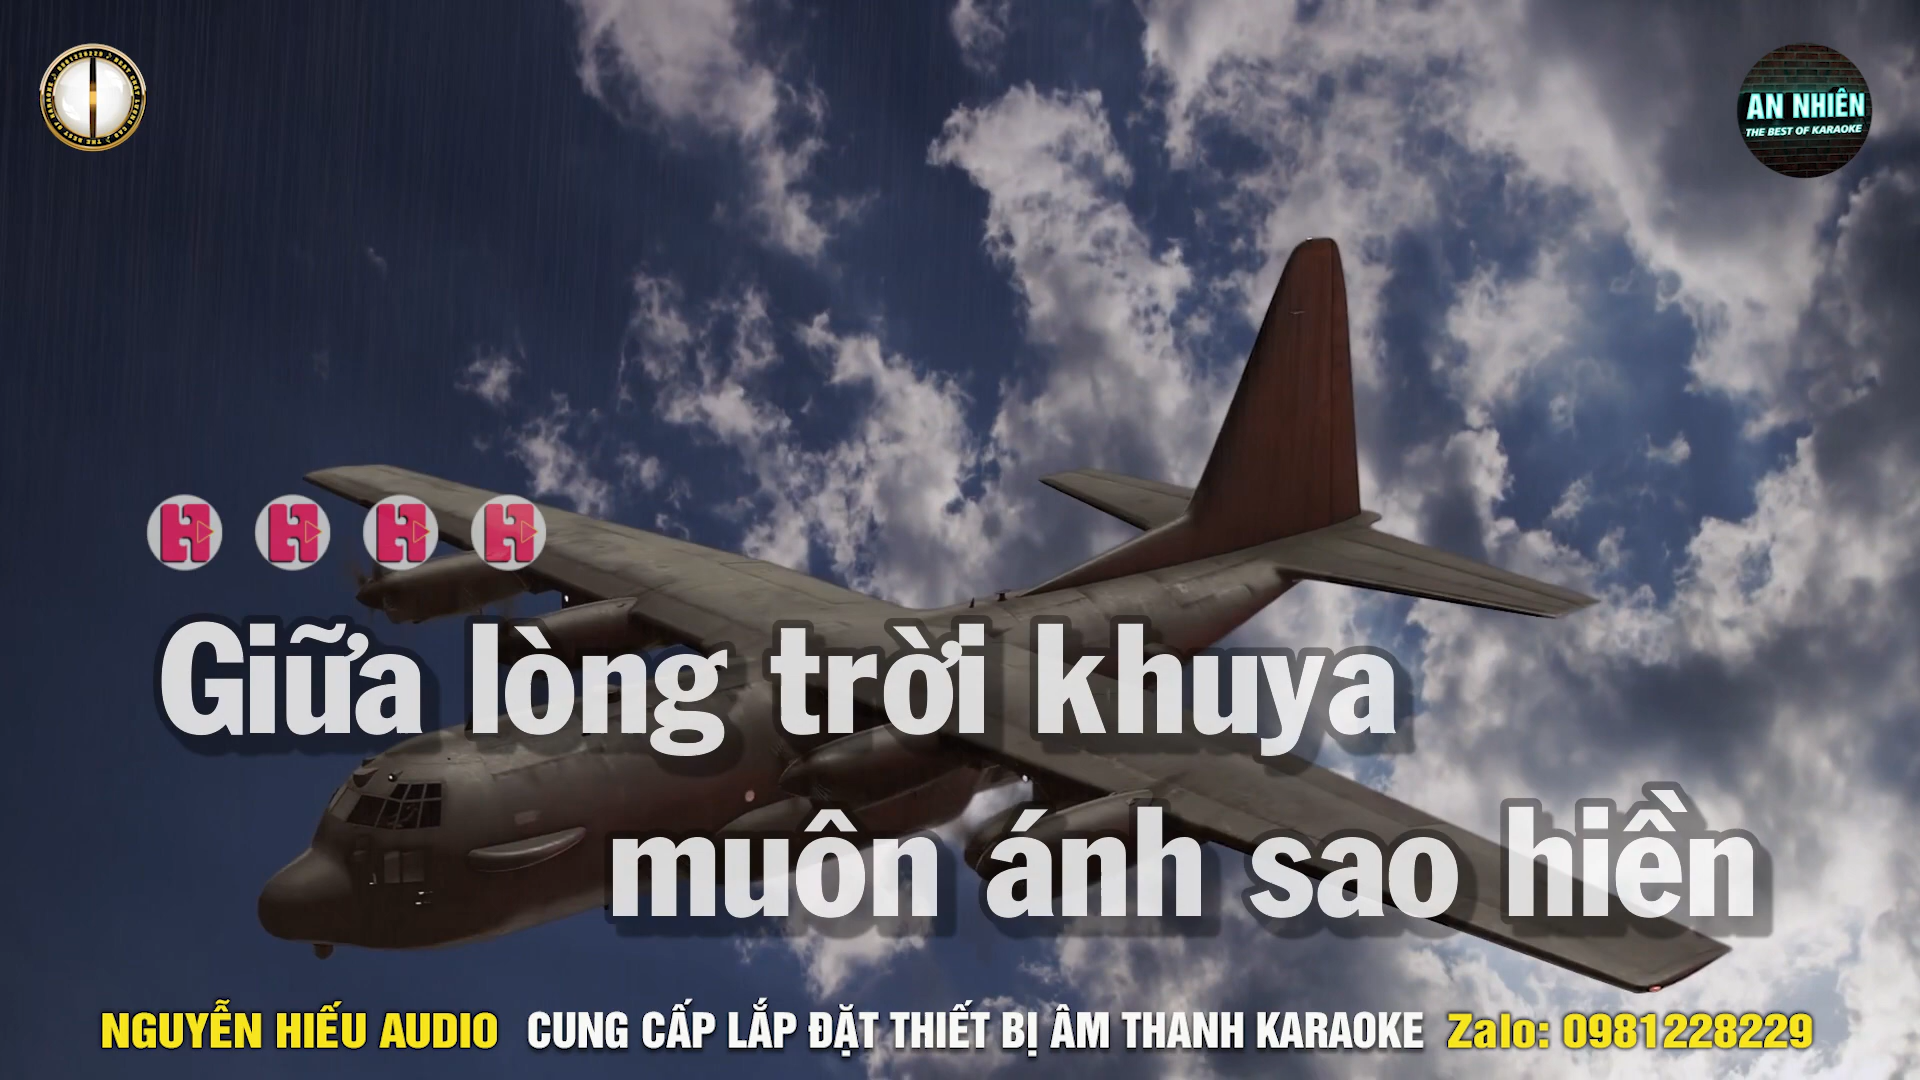 AN NHIÊN
THE BEST OF KARAOKE
Giữa lòng trời khuya
muôn ánh sao hiền
NGUYỄN HIẾU AUDIO CUNG CẤP LẮP ĐẶT THIẾT BỊ ÂM THANH KARAOKE Zalo: 0981228229